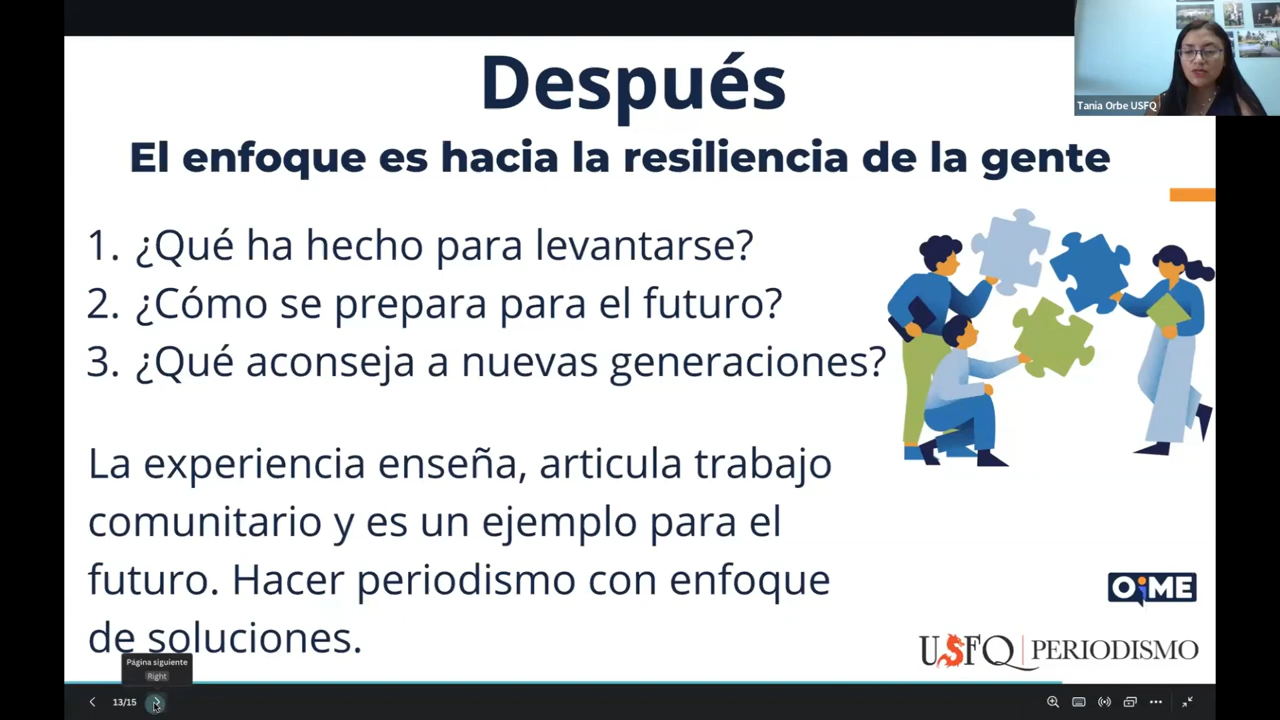 Después
El enfoque es hacia la resiliencia de la gente
1. ¿Qué ha hecho para levantarse?
2. ¿Cómo se prepara para el futuro?
3. ¿Qué aconseja a nuevas generaciones?
La experiencia enseña, articula trabajo
comunitario y es un ejemplo para el
futuro. Hacer periodismo con enfoque
de soluciones.
Tania Orbe USFQ
OiME
USFQ PERIODISMO
Página siguiente
Right
13/15